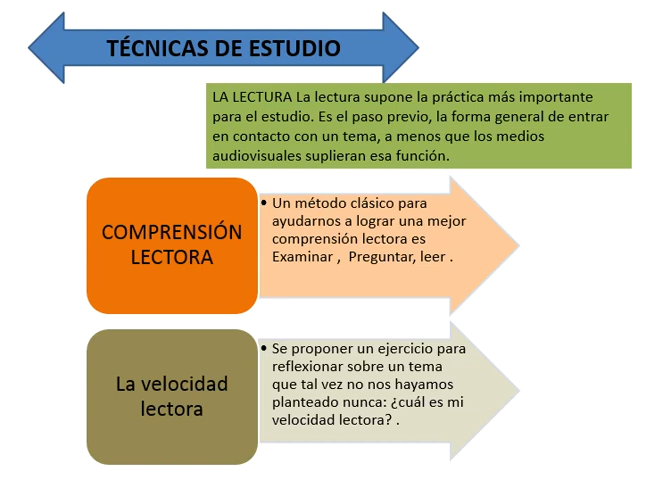 TÉCNICAS DE ESTUDIO
LA LECTURA La lectura supone la práctica más importante
para el estudio. Es el paso previo, la forma general de entrar
en contacto con un tema, a menos que los medios
audiovisuales suplieran esa función.
COMPRENSIÓN
LECTORA
• Un método clásico para
ayudarnos a lograr una mejor
comprensión lectora es
Examinar , Preguntar, leer .
La velocidad
lectora
• Se proponer un ejercicio para
reflexionar sobre un tema
que tal vez no nos hayamos
planteado nunca: ¿cuál es mi
velocidad lectora? .